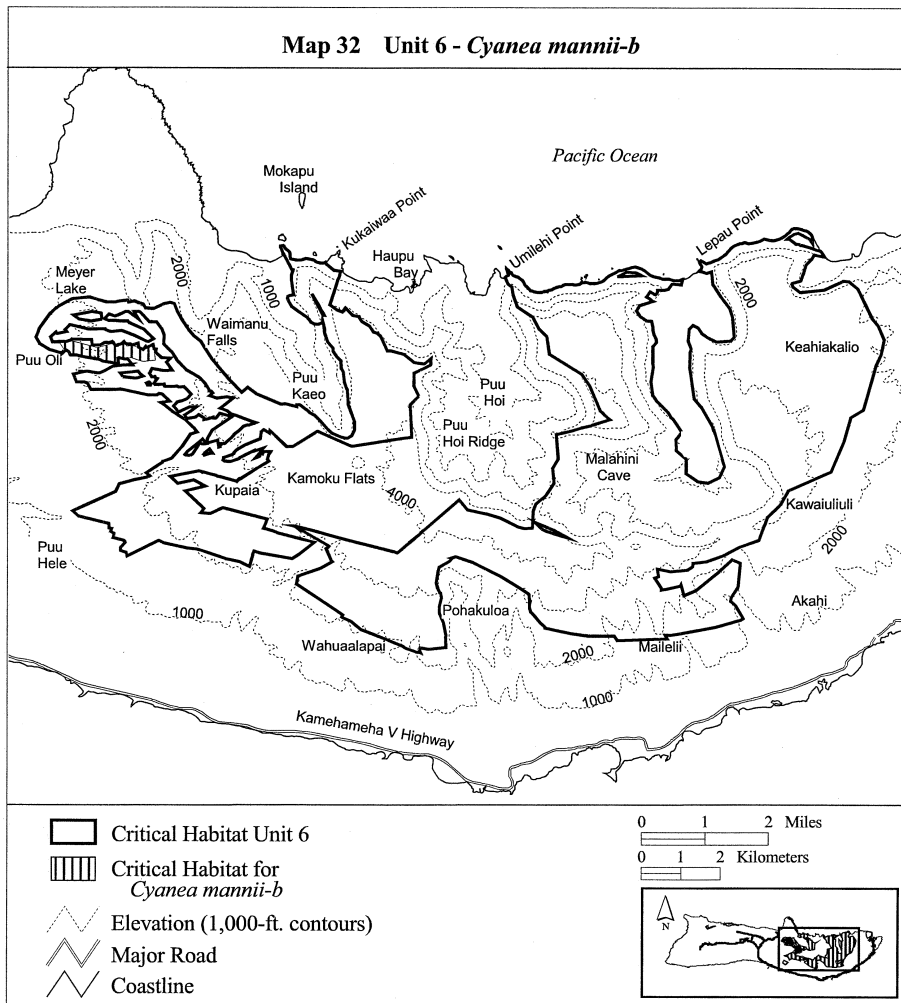 Map 32 Unit 6 - Cyanea mannii-b
Pacific Ocean
Mokapu
Island
Kukaiwaa Point
Haupu
Bay
Umilehi Point
Lepau Point
Meyer
Lake
2000
1000
2000
Waimanu
Falls
Keahiakalio
Puu Oli
Puu
Kaeo
Puu
Hoi
Puu
Hoi Ridge
2000
Malahini
Cave
Kupaia
Kamoku Flats
4000
Kawaiuliuli
2000
Puu
Hele
1000
Pohakuloa
Akahi
Wahuaalapai
2000
Mailelii
1000
Kamehameha V Highway
Critical Habitat Unit 6
Critical Habitat for
Cyanea mannii-b
Elevation (1,000-ft. contours)
Major Road
Coastline
0 1 2 Miles
0 1 2 Kilometers
N